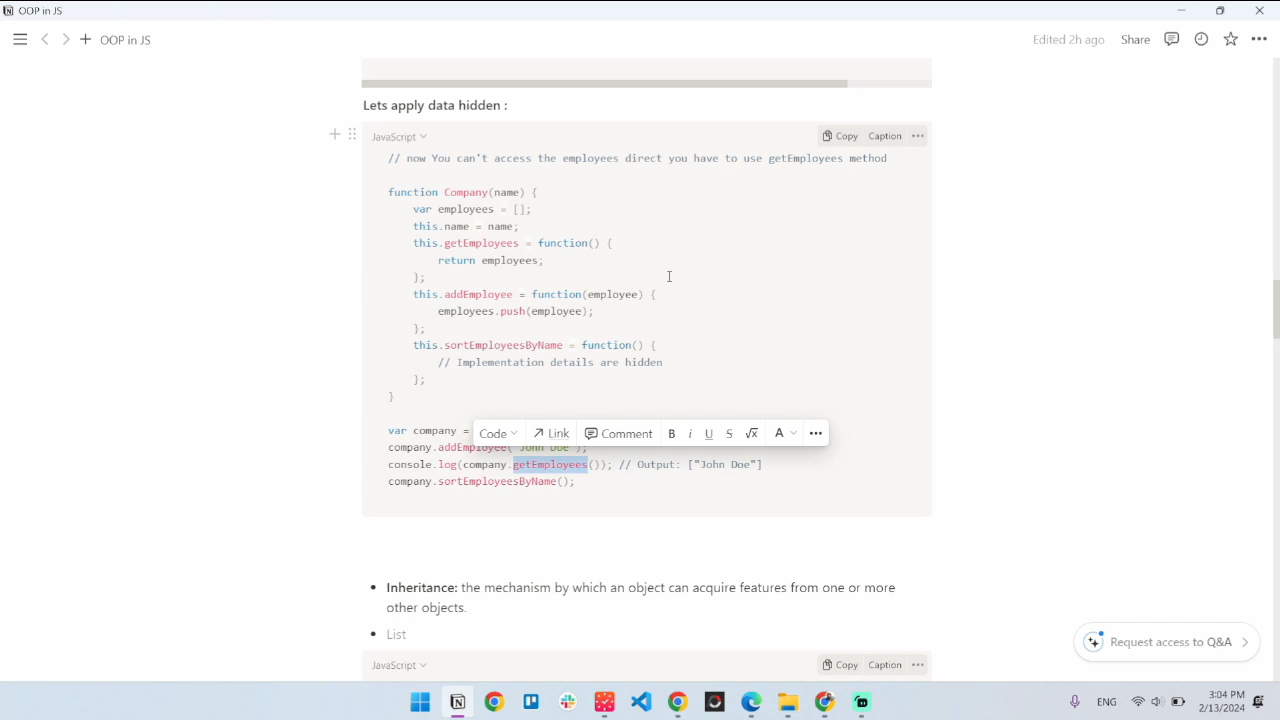 OOP in JS
OOP in JS
Edited 2h ago
Share
Lets apply data hidden :
JavaScript
Copy
Caption
// now You can't access the employees direct you have to use getEmployees method
function Company(name) {
var employees = [];
this.name = name;
this.getEmployees = function() {
return employees;
};
this.addEmployee = function(employee) {
employees.push(employee);
};
this.sortEmployeesByName = function() {
// Implementation details are hidden
};
}
var company =
Code
Link
Comment
B i U S √x A
company.addEmployee("John Doe");
console.log(company.getEmployees()); // Output: ["John Doe"]
company.sortEmployeesByName();
• Inheritance: the mechanism by which an object can acquire features from one or more
other objects.
• List
Request access to Q&A
JavaScript
Copy
Caption
ENG
3:04 PM
2/13/2024